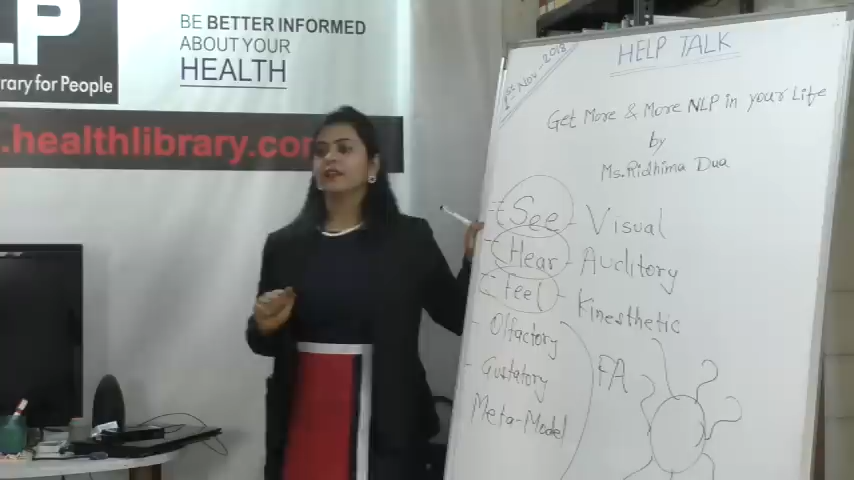 LP
rary for People
BE BETTER INFORMED
ABOUT YOUR
HEALTH
.healthlibrary.com
1st Nov, 2018
HELP TALK
Get More & More NLP in your Life
by
Ms. Ridhima Dua
See - Visual
Hear - Auditory
Feel - Kinesthetic
- Olfactory
- Gustatory
FA
Meta-Model